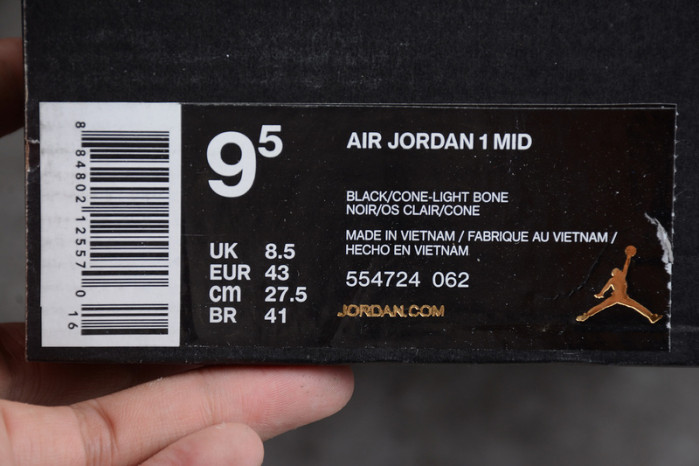 8 84802 12557 0 16
9⁵
UK 8.5
EUR 43
cm 27.5
BR 41
AIR JORDAN 1 MID
BLACK/CONE-LIGHT BONE
NOIR/OS CLAIR/CONE
MADE IN VIETNAM / FABRIQUE AU VIETNAM /
HECHO EN VIETNAM
554724 062
JORDAN.COM